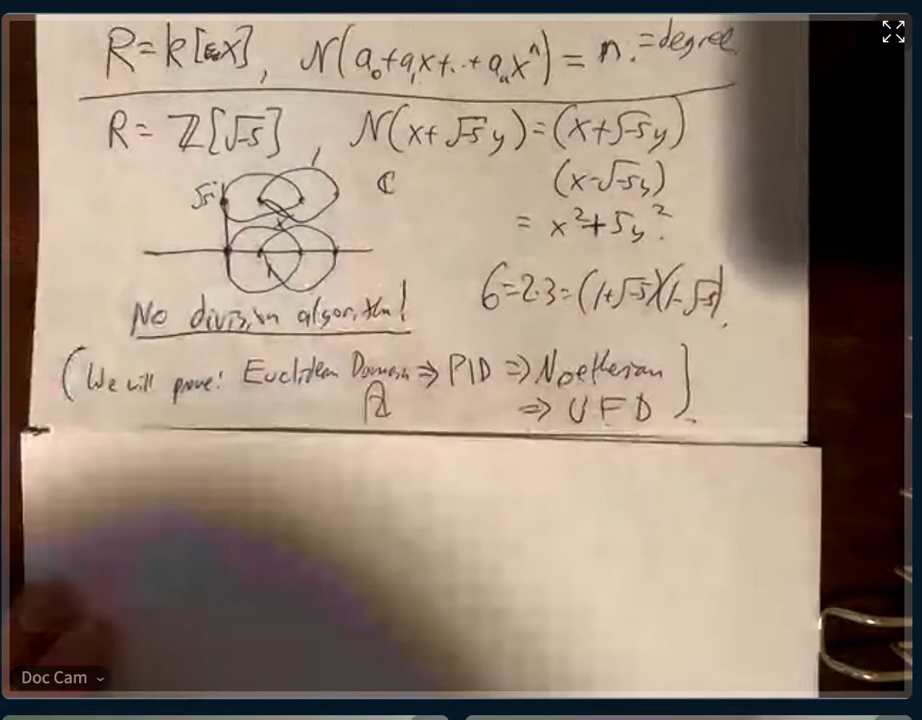 R = k[x], N(a₀+a₁x+..+aₙxⁿ) = n. = degree.
R = ℤ[√-5], N(x+√-5y) = (x+√-5y)
(x-√-5y)
= x²+5y².
√-5
ℂ
6=2·3=(1+√-5)(1-√-5).
No division algorithm!
(We will prove: Euclidean Domain ⇒ PID ⇒ Noetherian
⇒ UFD).
Doc Cam